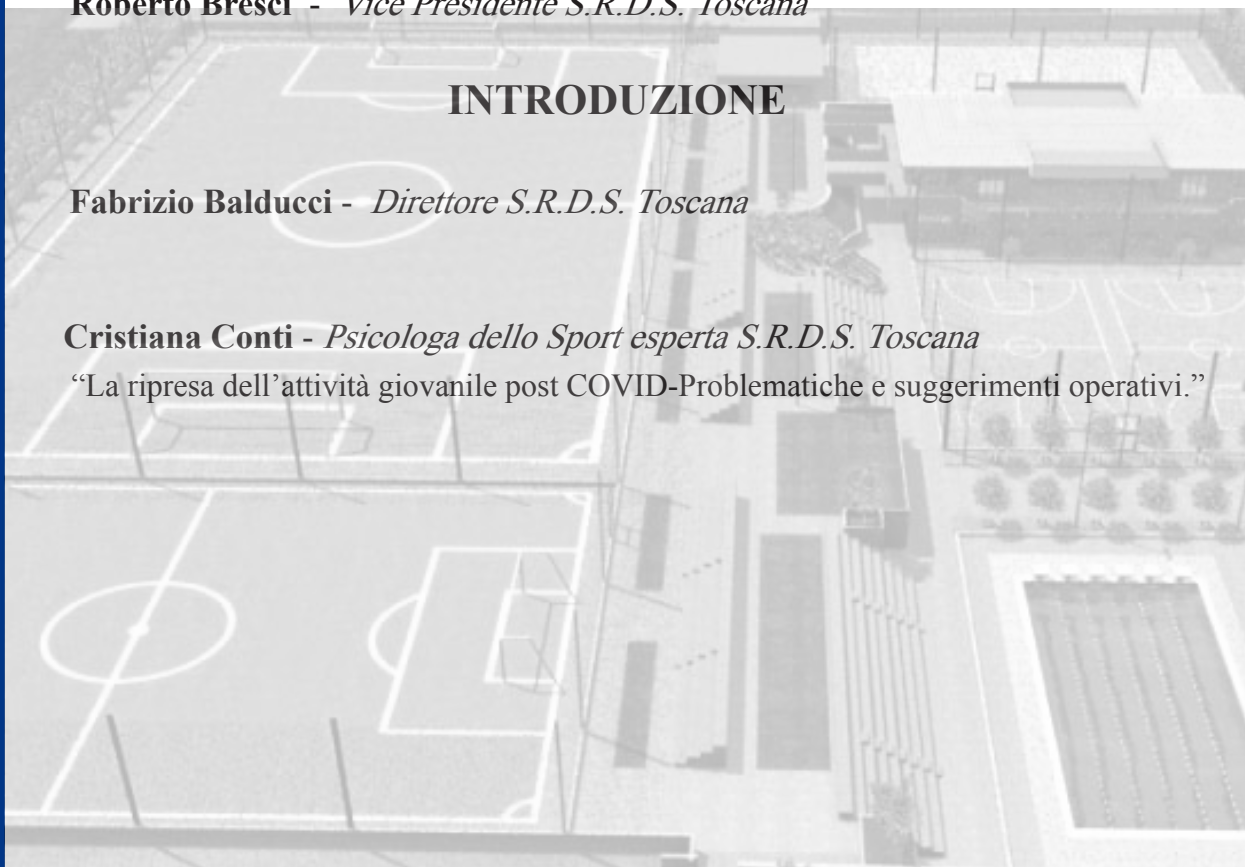 Roberto Bresci - Vice Presidente S.R.D.S. Toscana
INTRODUZIONE
Fabrizio Balducci - Direttore S.R.D.S. Toscana
Cristiana Conti - Psicologa dello Sport esperta S.R.D.S. Toscana
“La ripresa dell’attività giovanile post COVID-Problematiche e suggerimenti operativi.”